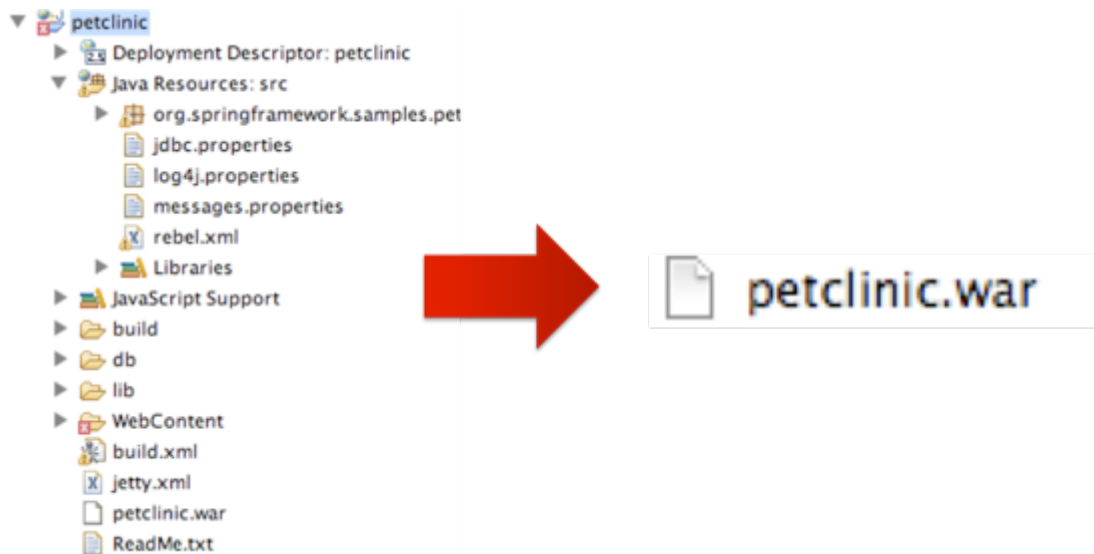 petclinic
Deployment Descriptor: petclinic
Java Resources: src
org.springframework.samples.pet
jdbc.properties
log4j.properties
messages.properties
rebel.xml
Libraries
JavaScript Support
build
db
lib
WebContent
build.xml
jetty.xml
petclinic.war
ReadMe.txt
petclinic.war